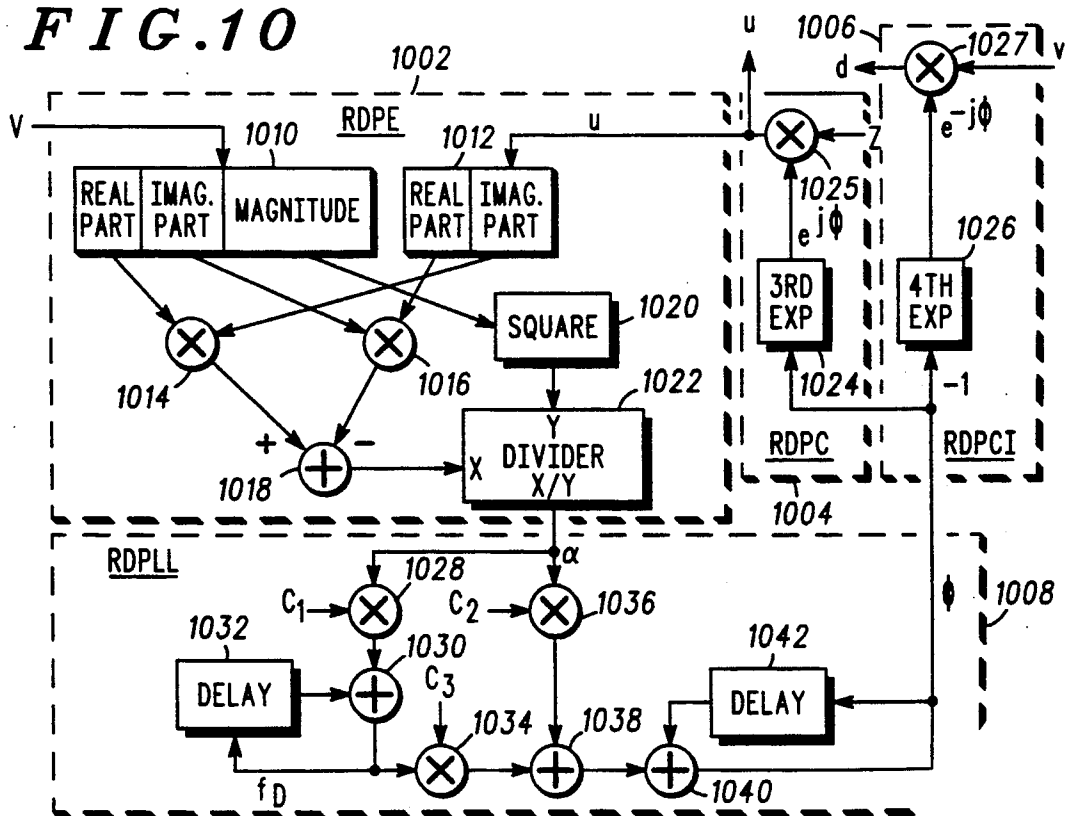 FIG.10
u
1006
1027
v
d
1002
RDPE
u
V
1010
1012
Z
1025
e^-jϕ
REAL PART
IMAG. PART
MAGNITUDE
REAL PART
IMAG. PART
e^jϕ
1026
3RD EXP
4TH EXP
SQUARE
1020
1014
1016
1024
-1
1022
+
-
Y
X
DIVIDER
X/Y
1018
RDPC
RDPCI
1004
RDPLL
α
1028
C1
C2
1036
ϕ
1008
1032
DELAY
1030
C3
1042
DELAY
1034
1038
fD
1040